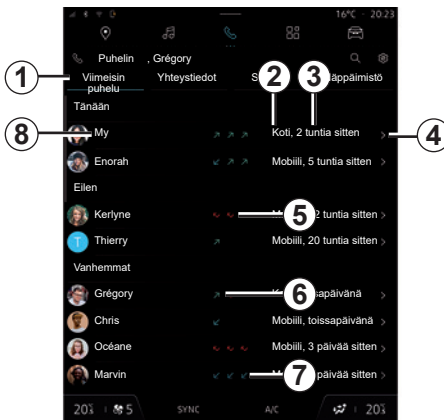 16°C - 20:23
Puhelin , Grégory
1 Viimeisin puhelu Yhteystiedot 2 3
Tänään
8 My Koti, 2 tuntia sitten 4
Enorah Mobiili, 5 tuntia sitten
Eilen
Kerlyne 5 2 tuntia sitten
Thierry Mobiili, 20 tuntia sitten
Vanhemmat
Grégory 6
Chris Mobiili, toissapäivänä
Océane Mobiili, 3 päivää sitten
Marvin 7 päivää sitten
20 5 SYNC A/C 20